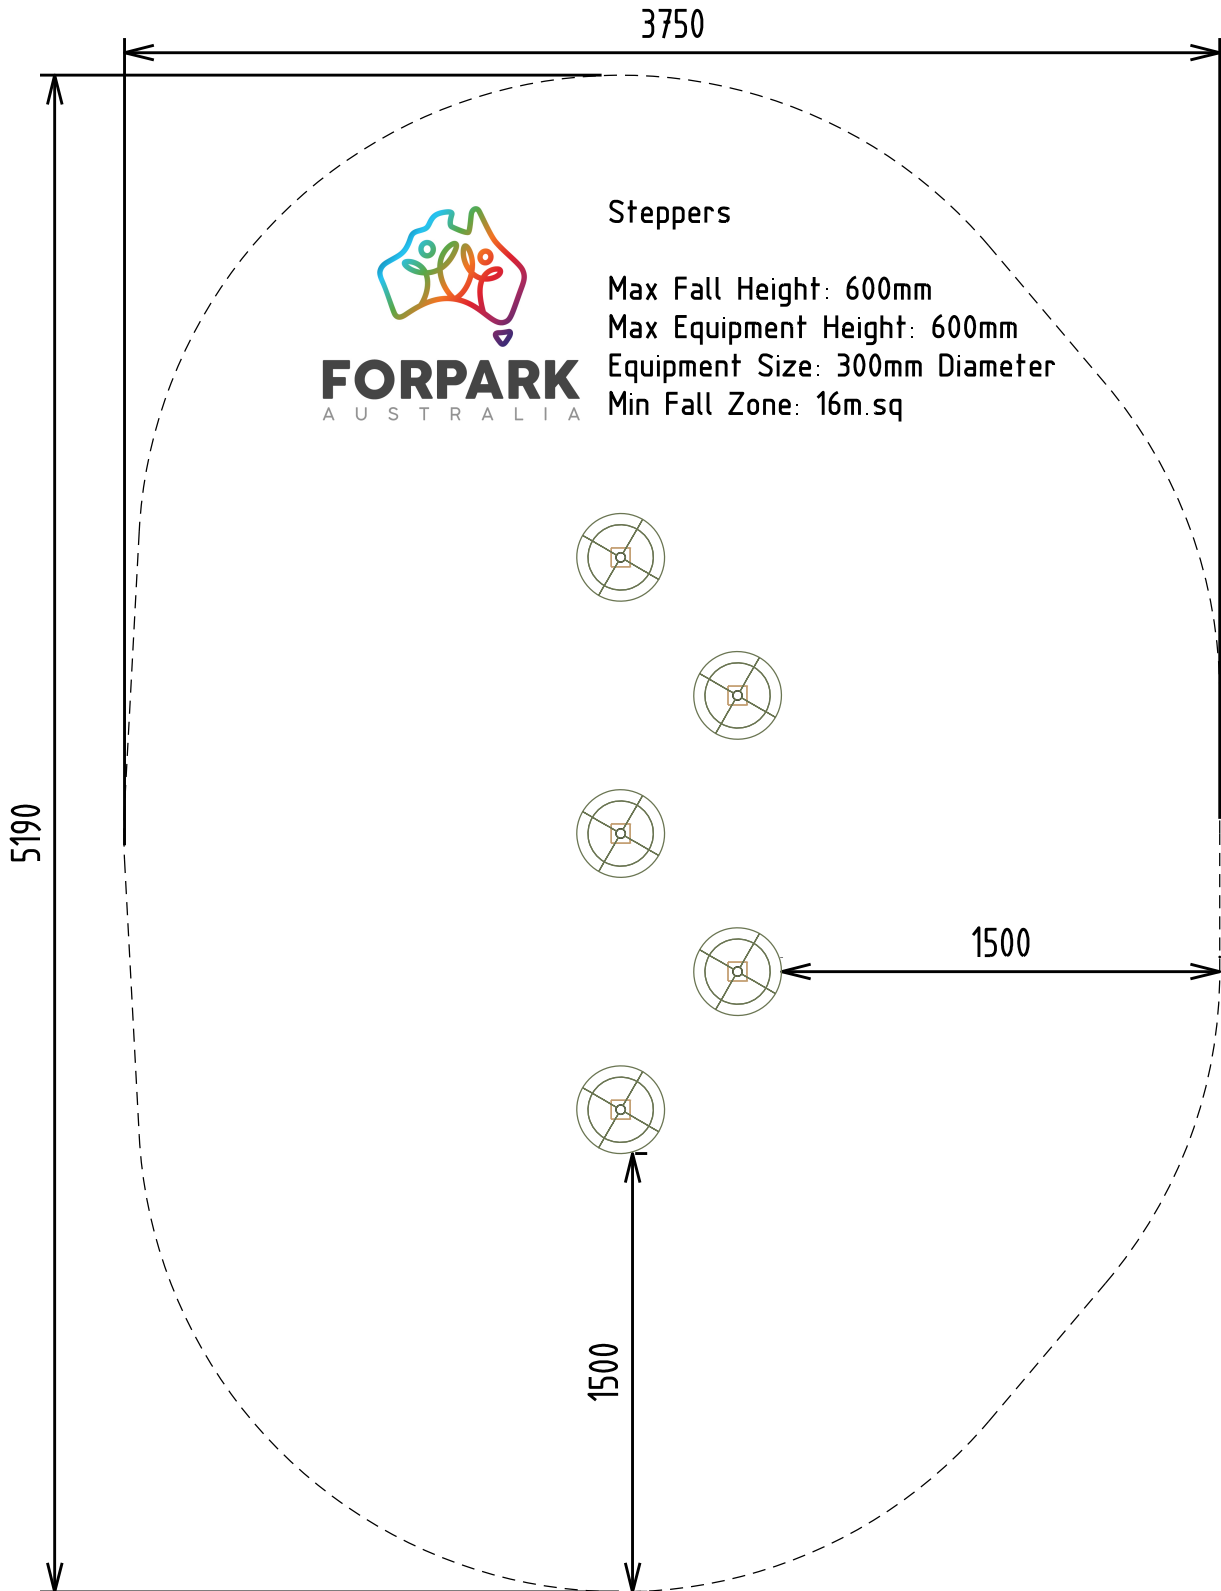 3750
Steppers
Max Fall Height: 600mm
Max Equipment Height: 600mm
Equipment Size: 300mm Diameter
Min Fall Zone: 16m.sq
FORPARK
AUSTRALIA
5190
1500
1500